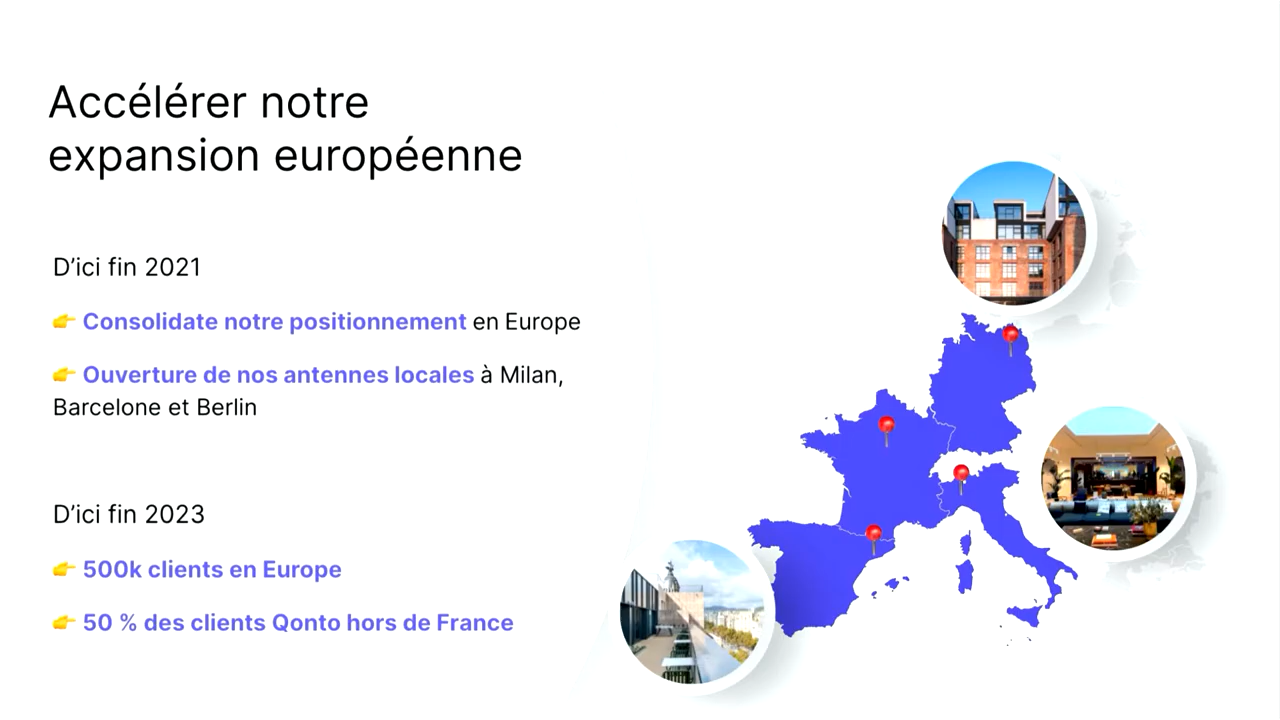 Accélérer notre
expansion européenne
D’ici fin 2021
👉 Consolidate notre positionnement en Europe
👉 Ouverture de nos antennes locales à Milan,
Barcelone et Berlin
D’ici fin 2023
👉 500k clients en Europe
👉 50 % des clients Qonto hors de France